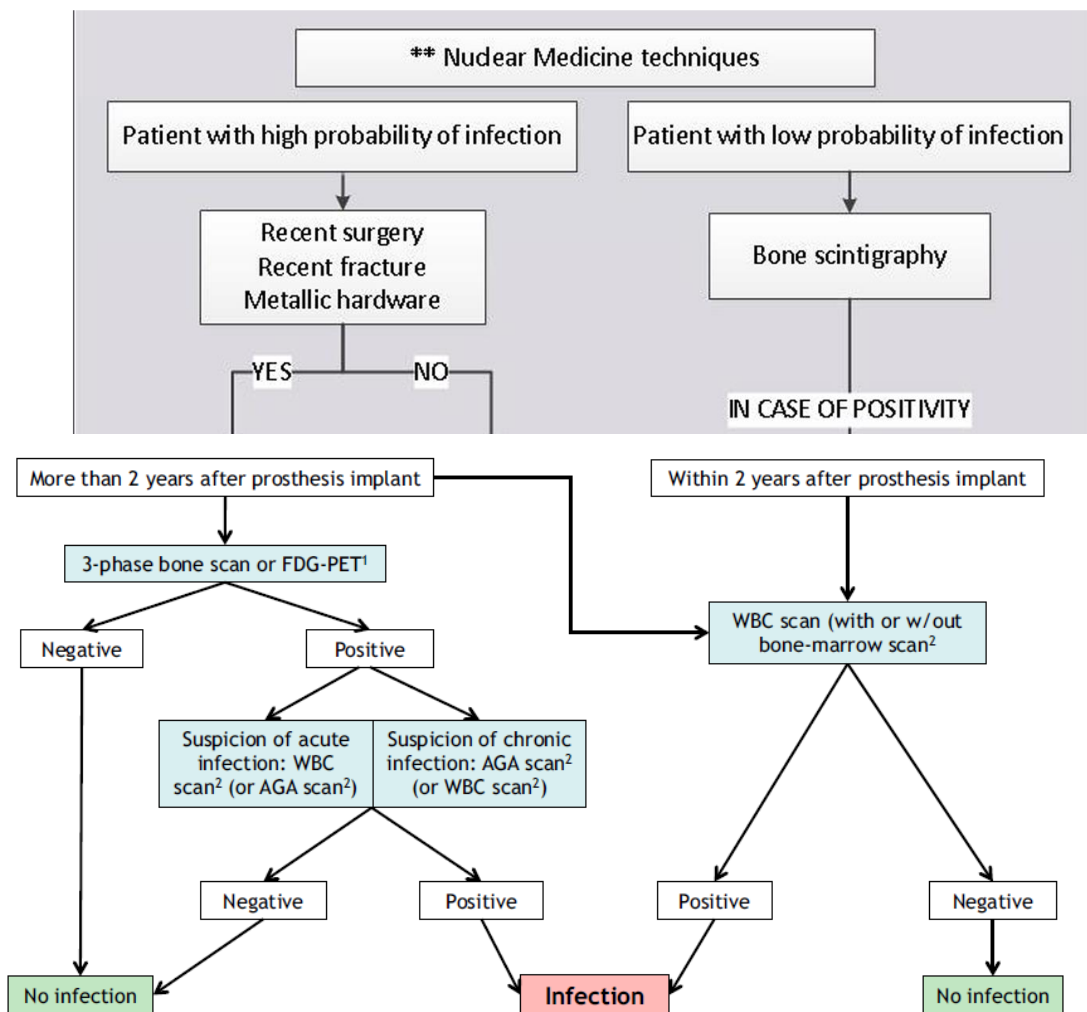 ** Nuclear Medicine techniques
Patient with high probability of infection
Patient with low probability of infection
Recent surgery
Recent fracture
Metallic hardware
Bone scintigraphy
YES
NO
IN CASE OF POSITIVITY
More than 2 years after prosthesis implant
Within 2 years after prosthesis implant
3-phase bone scan or FDG-PET¹
WBC scan (with or w/out
bone-marrow scan²
Negative
Positive
Suspicion of acute
infection: WBC
scan² (or AGA scan²)
Suspicion of chronic
infection: AGA scan²
(or WBC scan²)
Negative
Positive
Positive
Negative
No infection
Infection
No infection